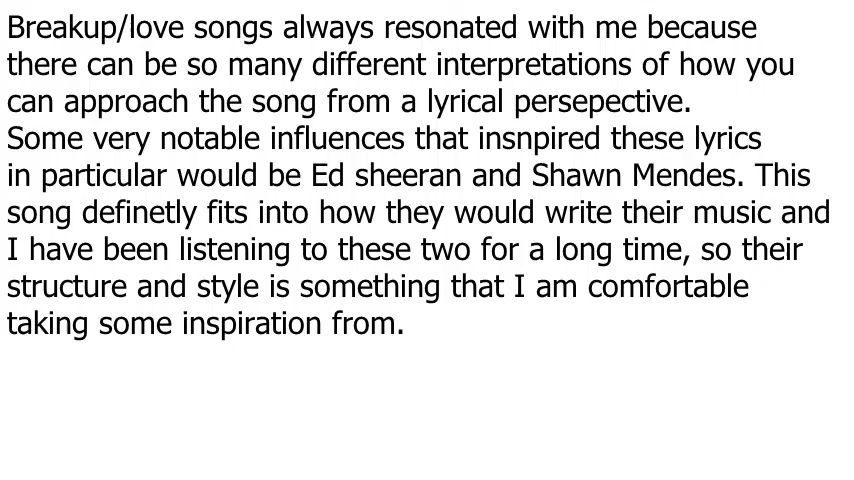 Breakup/love songs always resonated with me because
there can be so many different interpretations of how you
can approach the song from a lyrical persepective.
Some very notable influences that insnpired these lyrics
in particular would be Ed sheeran and Shawn Mendes. This
song definetly fits into how they would write their music and
I have been listening to these two for a long time, so their
structure and style is something that I am comfortable
taking some inspiration from.